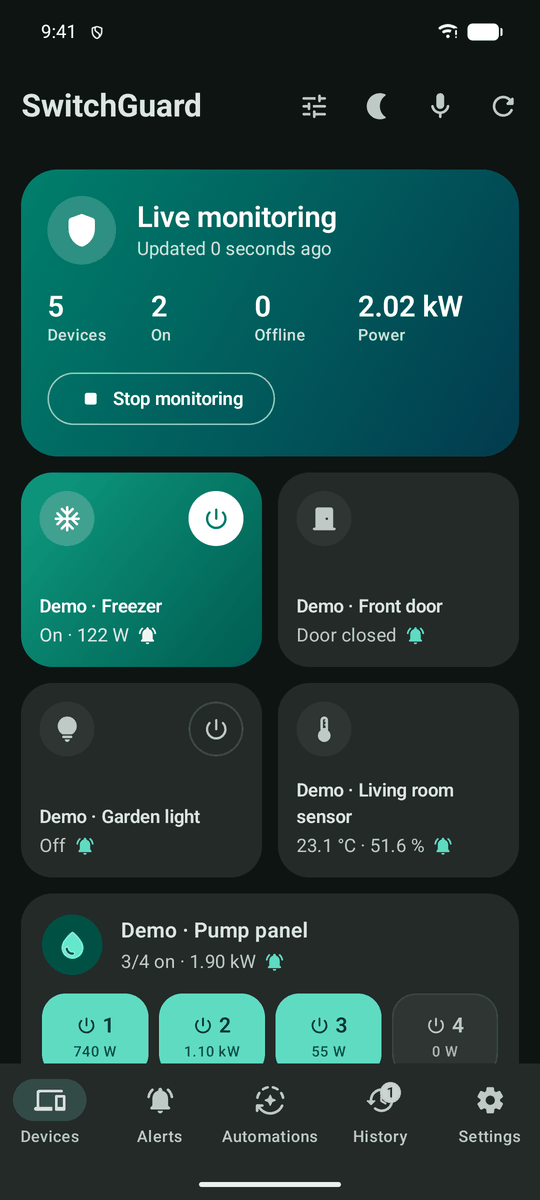 9:41
SwitchGuard
Live monitoring
Updated 0 seconds ago
5 2 0 2.02 kW
Devices On Offline Power
Stop monitoring
Demo · Freezer
On · 122 W
Demo · Front door
Door closed
Demo · Garden light
Off
Demo · Living room
sensor
23.1 °C · 51.6 %
Demo · Pump panel
3/4 on · 1.90 kW
1 2 3 4
740 W 1.10 kW 55 W 0 W
1
Devices Alerts Automations History Settings